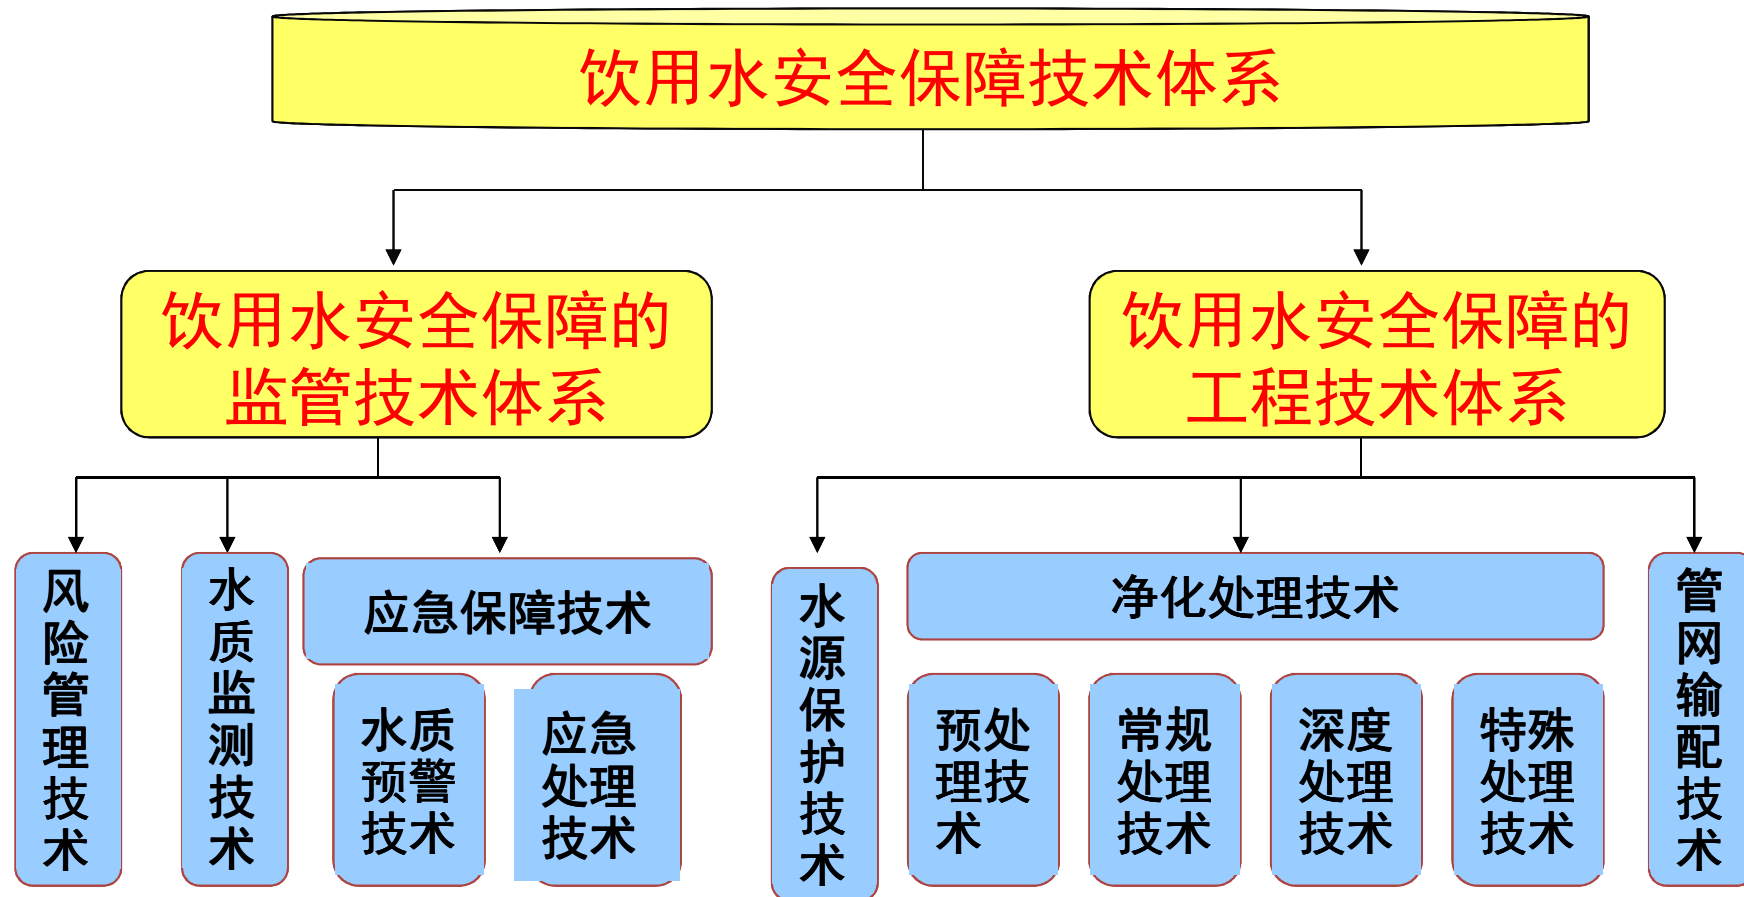 饮用水安全保障技术体系
饮用水安全保障的
监管技术体系
饮用水安全保障的
工程技术体系
风险管理技术
水质监测技术
应急保障技术
水质
预警
技术
应急
处理
技术
水源保护技术
净化处理技术
预处
理技
术
常规
处理
技术
深度
处理
技术
特殊
处理
技术
管网输配技术